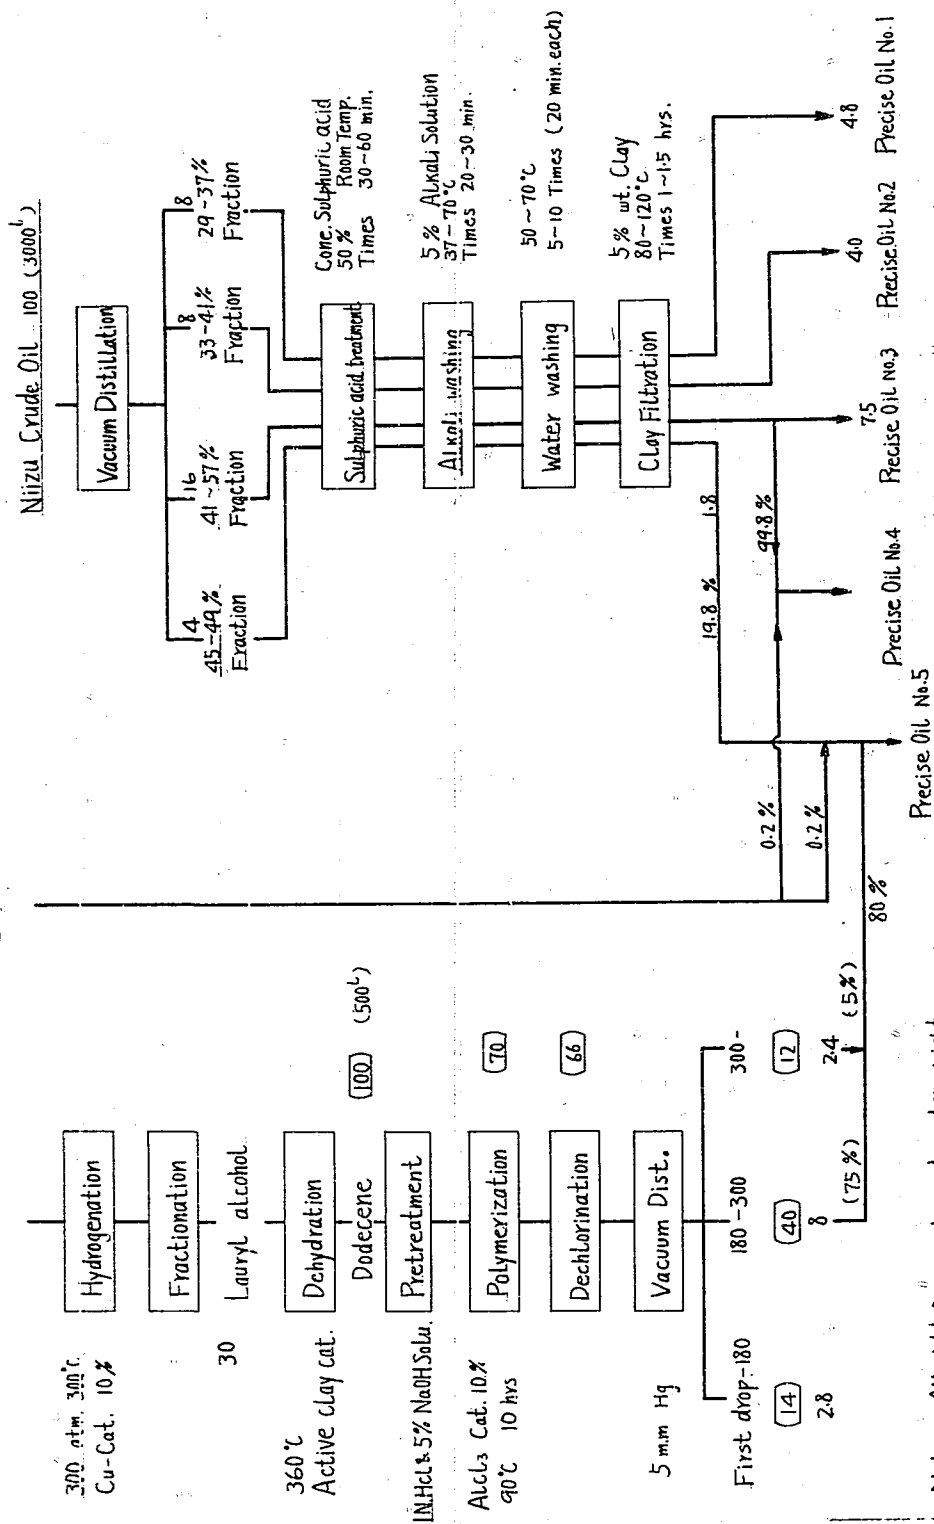 Niizu Crude Oil 100 (3000ᴸ)
Vacuum Distillation
4
45-49%
Fraction
16
41~57%
Fraction
8
33-41%
Fraction
8
29-37%
Fraction
Sulphuric acid treatment
Conc. Sulphuric acid
50% Room Temp.
Times 30~60 min.
Alkali washing
5% Alkali Solution
37-70°C
Times 20~30 min.
Water washing
50~70°C
5-10 Times (20 min. each)
Clay Filtration
5% wt. Clay
80~120°C
Times 1~1.5 hrs.
19.8%
1.8
99.8%
0.2%
0.2%
80%
4.8
Precise Oil No.1
4.0
Precise Oil No.2
7.5
Precise Oil No.3
Precise Oil No.4
Precise Oil No.5
300 atm. 300°C
Cu-Cat. 10%
Hydrogenation
Fractionation
30
Lauryl alcohol
360°C
Active clay cat.
Dehydration
Dodecene
100 (500ᴸ)
1N.HCl & 5% NaOH Solu.
Pretreatment
AlCl₃ Cat. 10%
90°C 10 hrs
Polymerization
70
Dechlorination
66
5 m.m Hg
Vacuum Dist.
First drop-180
180-300
300-
14
40
12
2.8
8
2.4
(75%)
(5%)